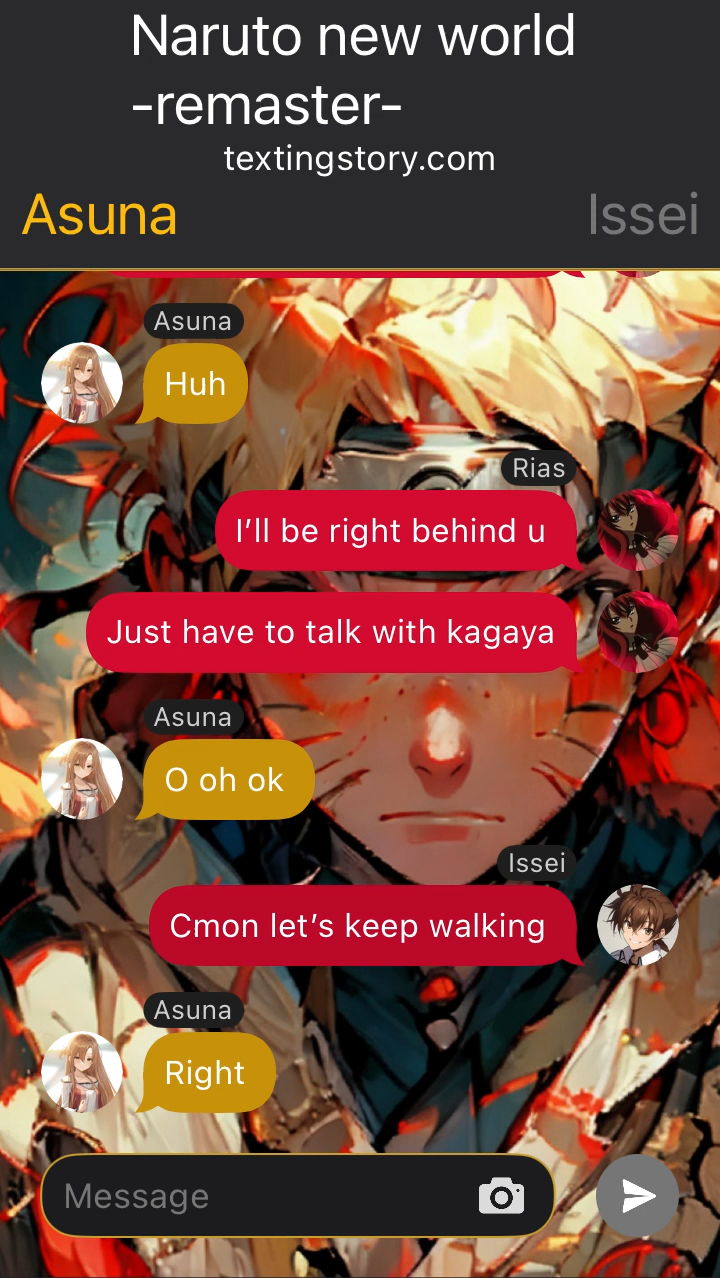 Naruto new world
-remaster-
textingstory.com
Asuna Issei
Asuna
Huh
Rias
I’ll be right behind u
Just have to talk with kagaya
Asuna
O oh ok
Issei
Cmon let’s keep walking
Asuna
Right
Message